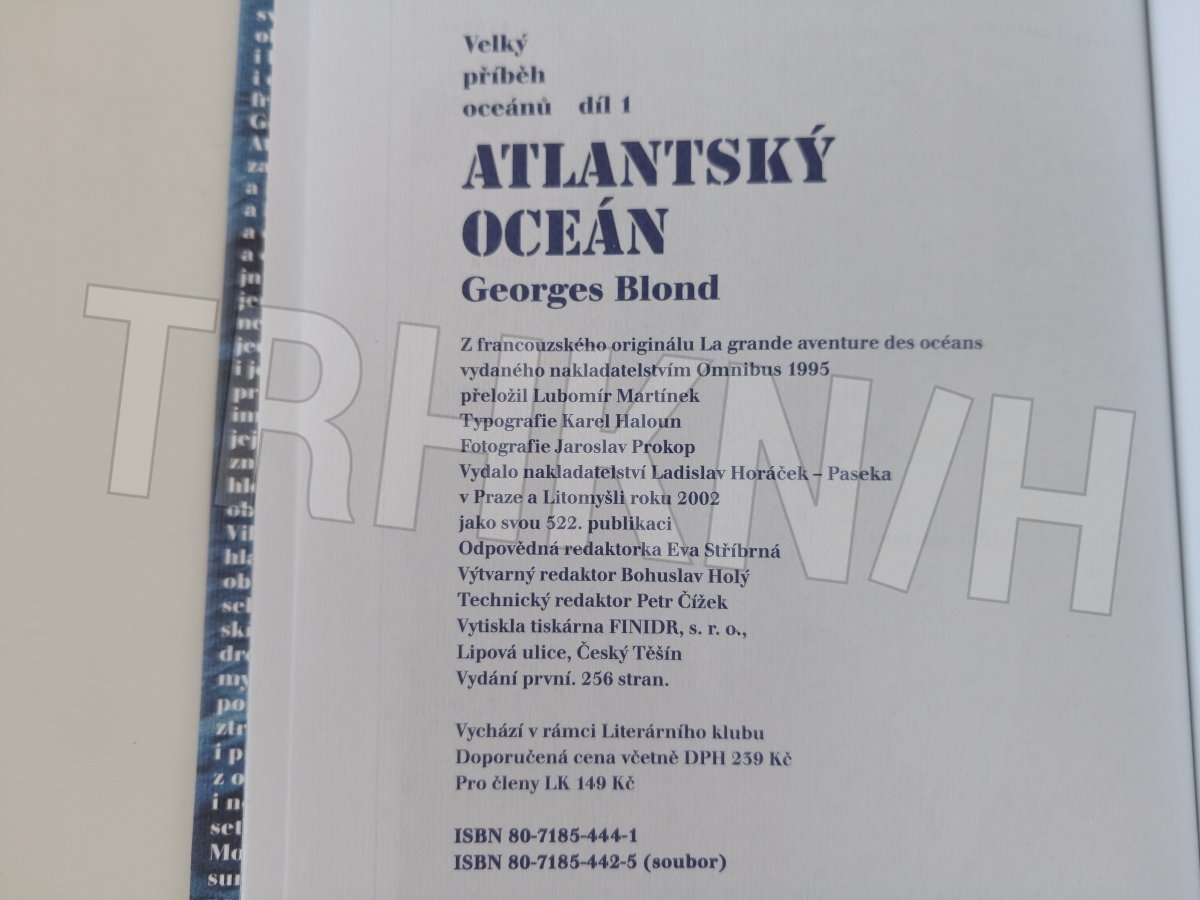 Velký
příběh
oceánů díl 1
ATLANTSKÝ
OCEÁN
Georges Blond
Z francouzského originálu La grande aventure des océans
vydaného nakladatelstvím Omnibus 1995
přeložil Lubomír Martínek
Typografie Karel Haloun
Fotografie Jaroslav Prokop
Vydalo nakladatelství Ladislav Horáček – Paseka
v Praze a Litomyšli roku 2002
jako svou 522. publikaci
Odpovědná redaktorka Eva Stříbrná
Výtvarný redaktor Bohuslav Holý
Technický redaktor Petr Čížek
Vytiskla tiskárna FINIDR, s. r. o.,
Lipová ulice, Český Těšín
Vydání první. 256 stran.
Vychází v rámci Literárního klubu
Doporučená cena včetně DPH 239 Kč
Pro členy LK 149 Kč
ISBN 80-7185-444-1
ISBN 80-7185-442-5 (soubor)
TRHKN/H